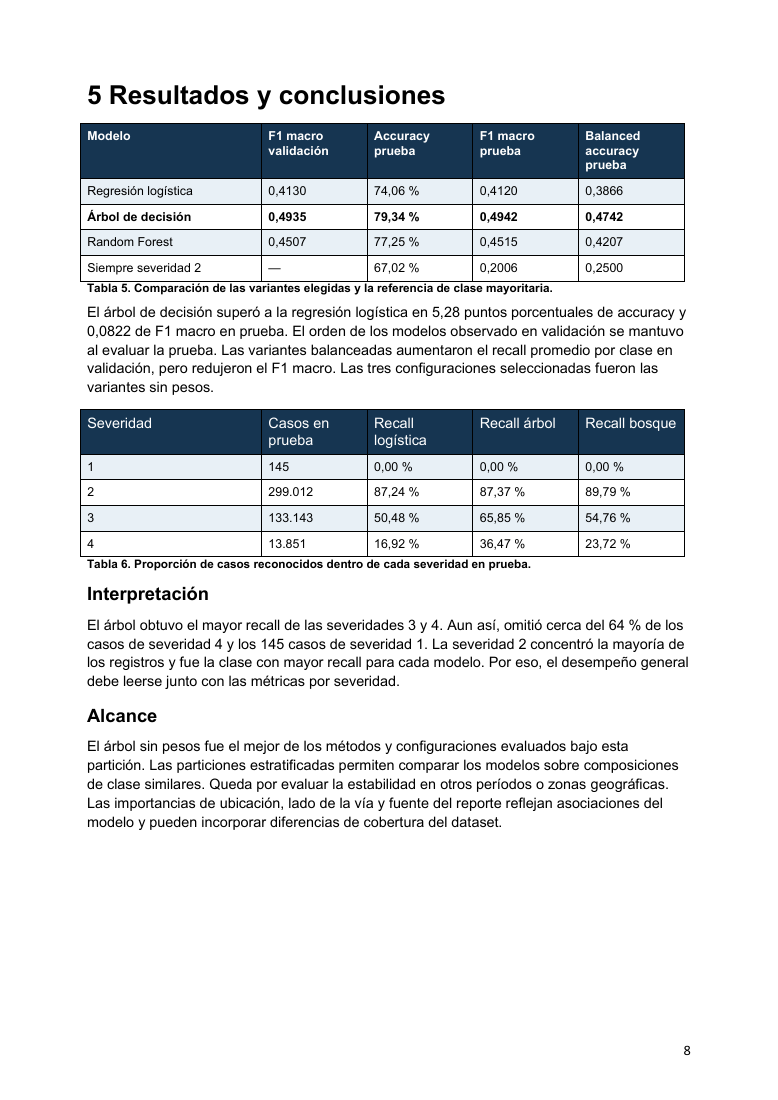 5 Resultados y conclusiones
Modelo F1 macro validación Accuracy prueba F1 macro prueba Balanced accuracy prueba
Regresión logística 0,4130 74,06 % 0,4120 0,3866
Árbol de decisión 0,4935 79,34 % 0,4942 0,4742
Random Forest 0,4507 77,25 % 0,4515 0,4207
Siempre severidad 2 — 67,02 % 0,2006 0,2500
Tabla 5. Comparación de las variantes elegidas y la referencia de clase mayoritaria.
El árbol de decisión superó a la regresión logística en 5,28 puntos porcentuales de accuracy y
0,0822 de F1 macro en prueba. El orden de los modelos observado en validación se mantuvo
al evaluar la prueba. Las variantes balanceadas aumentaron el recall promedio por clase en
validación, pero redujeron el F1 macro. Las tres configuraciones seleccionadas fueron las
variantes sin pesos.
Severidad Casos en prueba Recall logística Recall árbol Recall bosque
1 145 0,00 % 0,00 % 0,00 %
2 299.012 87,24 % 87,37 % 89,79 %
3 133.143 50,48 % 65,85 % 54,76 %
4 13.851 16,92 % 36,47 % 23,72 %
Tabla 6. Proporción de casos reconocidos dentro de cada severidad en prueba.
Interpretación
El árbol obtuvo el mayor recall de las severidades 3 y 4. Aun así, omitió cerca del 64 % de los
casos de severidad 4 y los 145 casos de severidad 1. La severidad 2 concentró la mayoría de
los registros y fue la clase con mayor recall para cada modelo. Por eso, el desempeño general
debe leerse junto con las métricas por severidad.
Alcance
El árbol sin pesos fue el mejor de los métodos y configuraciones evaluados bajo esta
partición. Las particiones estratificadas permiten comparar los modelos sobre composiciones
de clase similares. Queda por evaluar la estabilidad en otros períodos o zonas geográficas.
Las importancias de ubicación, lado de la vía y fuente del reporte reflejan asociaciones del
modelo y pueden incorporar diferencias de cobertura del dataset.
8